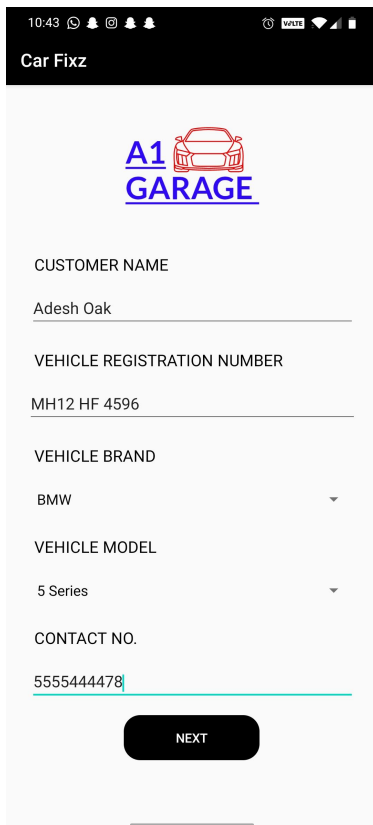 10:43
VoLTE
Car Fixz
A1
GARAGE
CUSTOMER NAME
Adesh Oak
VEHICLE REGISTRATION NUMBER
MH12 HF 4596
VEHICLE BRAND
BMW
VEHICLE MODEL
5 Series
CONTACT NO.
5555444478
NEXT